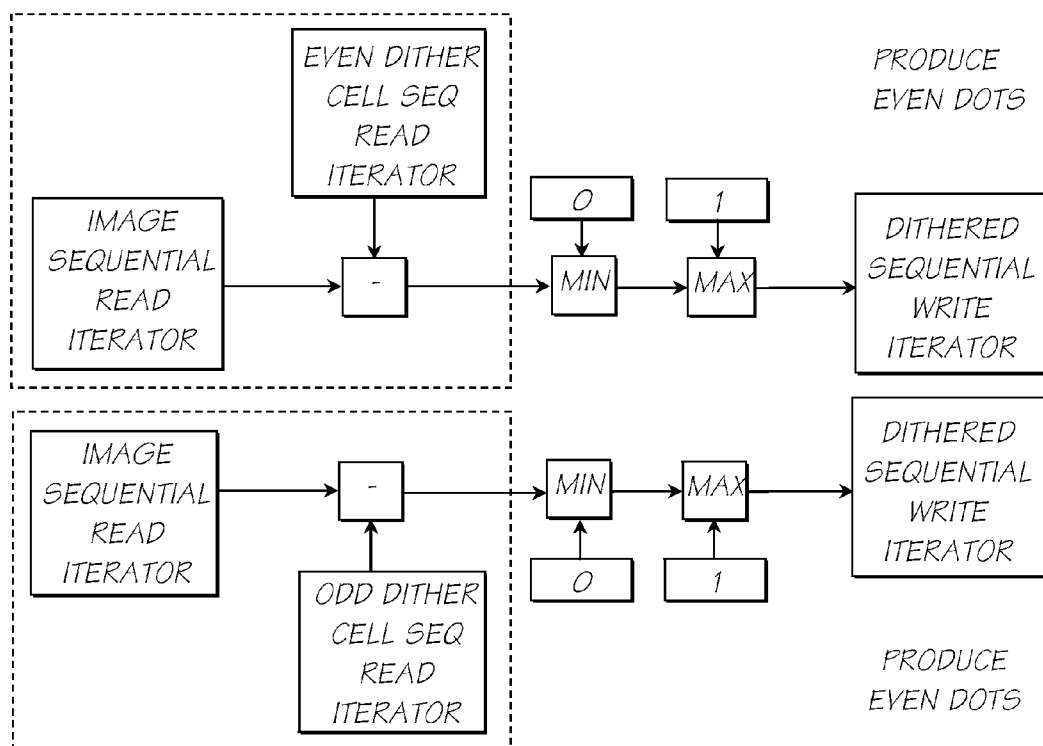 EVEN DITHER
CELL SEQ
READ
ITERATOR
PRODUCE
EVEN DOTS
IMAGE
SEQUENTIAL
READ
ITERATOR
-
0
1
MIN
MAX
DITHERED
SEQUENTIAL
WRITE
ITERATOR
IMAGE
SEQUENTIAL
READ
ITERATOR
-
MIN
MAX
DITHERED
SEQUENTIAL
WRITE
ITERATOR
0
1
ODD DITHER
CELL SEQ
READ
ITERATOR
PRODUCE
EVEN DOTS